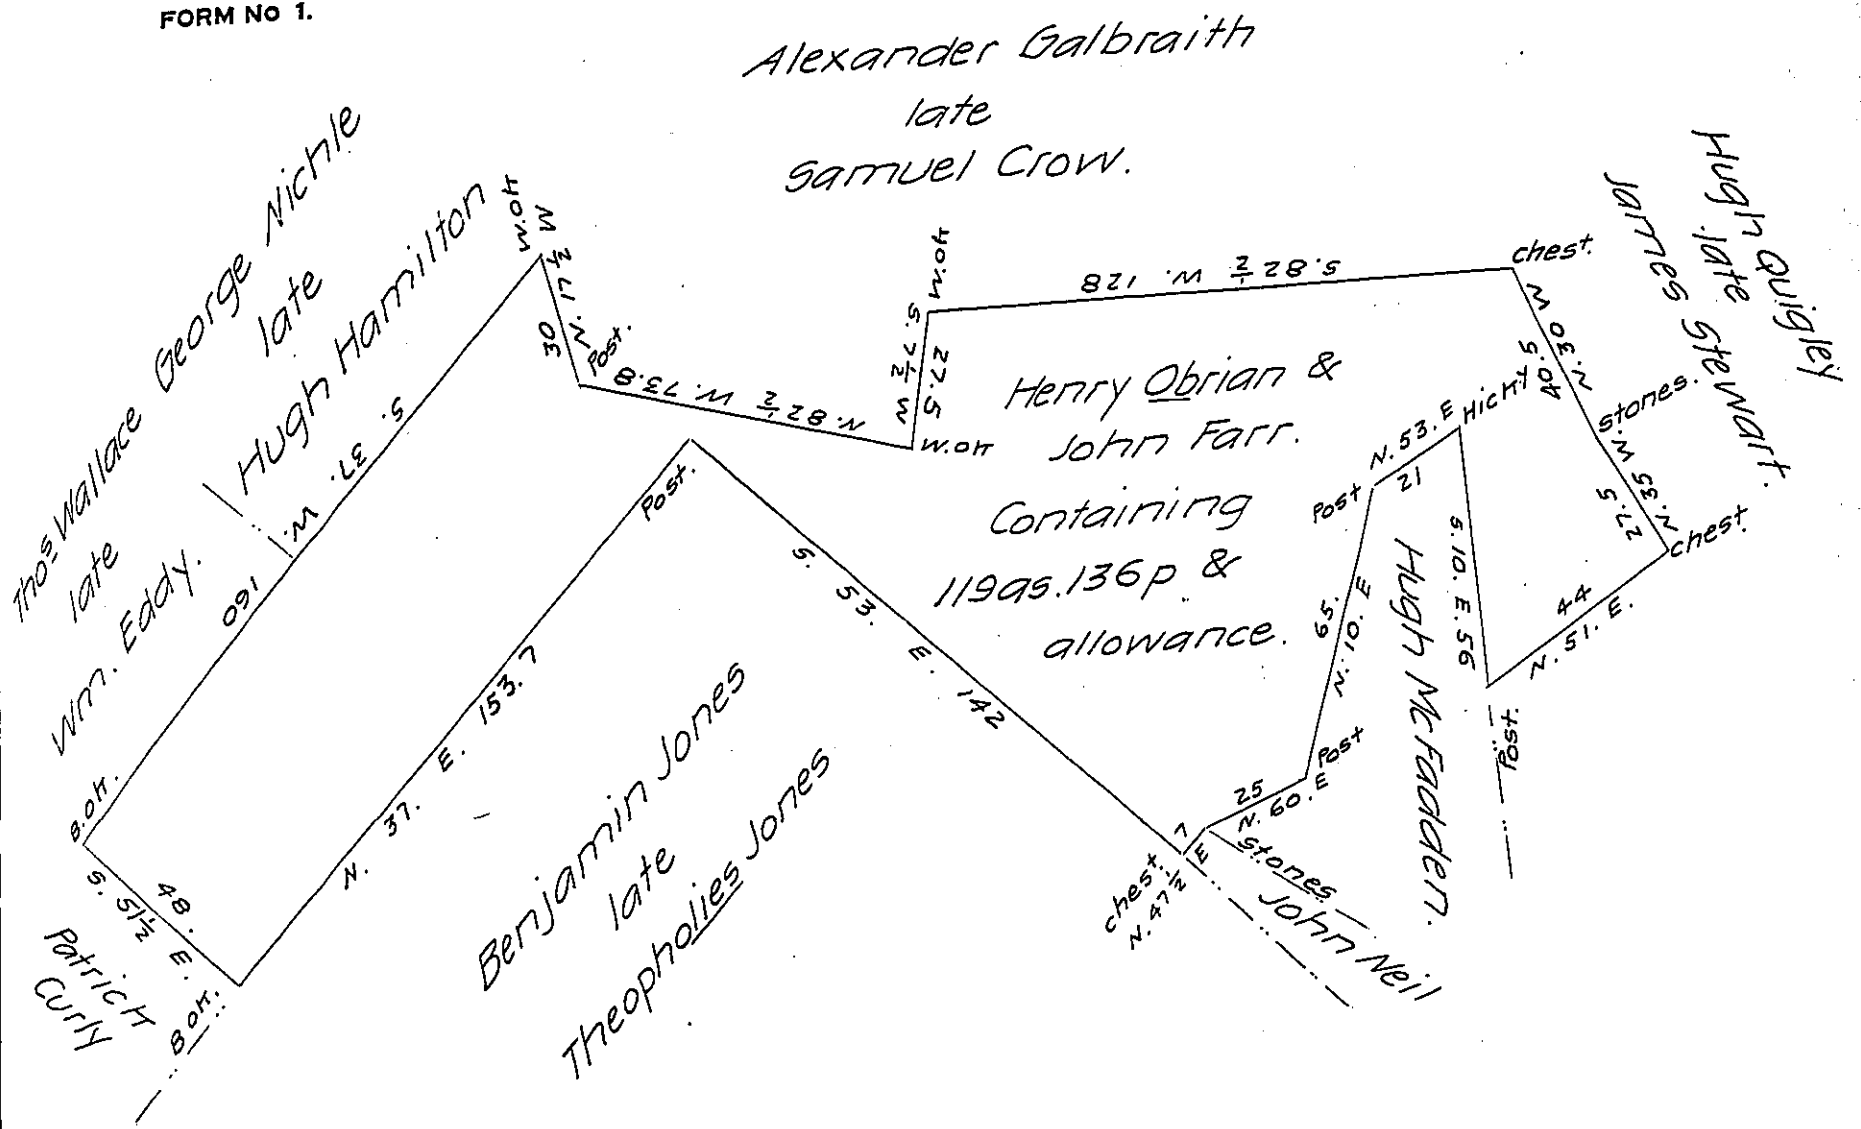 FORM No 1.
Alexander Galbraith
late
Samuel Crow.
George Nichle
late
Hugh Hamilton
Thos Wallace
late
Wm. Eddy.
Hugh Quigley
late
James Stewart.
W.OK
N. 17½ W
30
Post.
N. 82½ W. 73.8
W.OK
S. 7½ W
27.5
W.OK
S. 82½ W. 128
chest.
N. 30 W
40.5
stones.
N. 35 W.
27.5
chest.
44
N. 51. E.
Post.
S. 10. E. 56
Hick'y
N. 53. E
21
Post
65.
N. 10. E
Post
25
N. 60. E
stones
7
N. 47½ E
chest.
S. 53. E. 142
Post.
N. 37. E. 153.7
B.OK.
S. 51½ E.
48.
B.OK.
S. 37. W. 160
Henry Obrian &
John Farr.
Containing
119as.136p &
allowance.
Hugh McFadden.
John Neil
Benjamin Jones
late
Theopholies Jones
Patrick
Curly